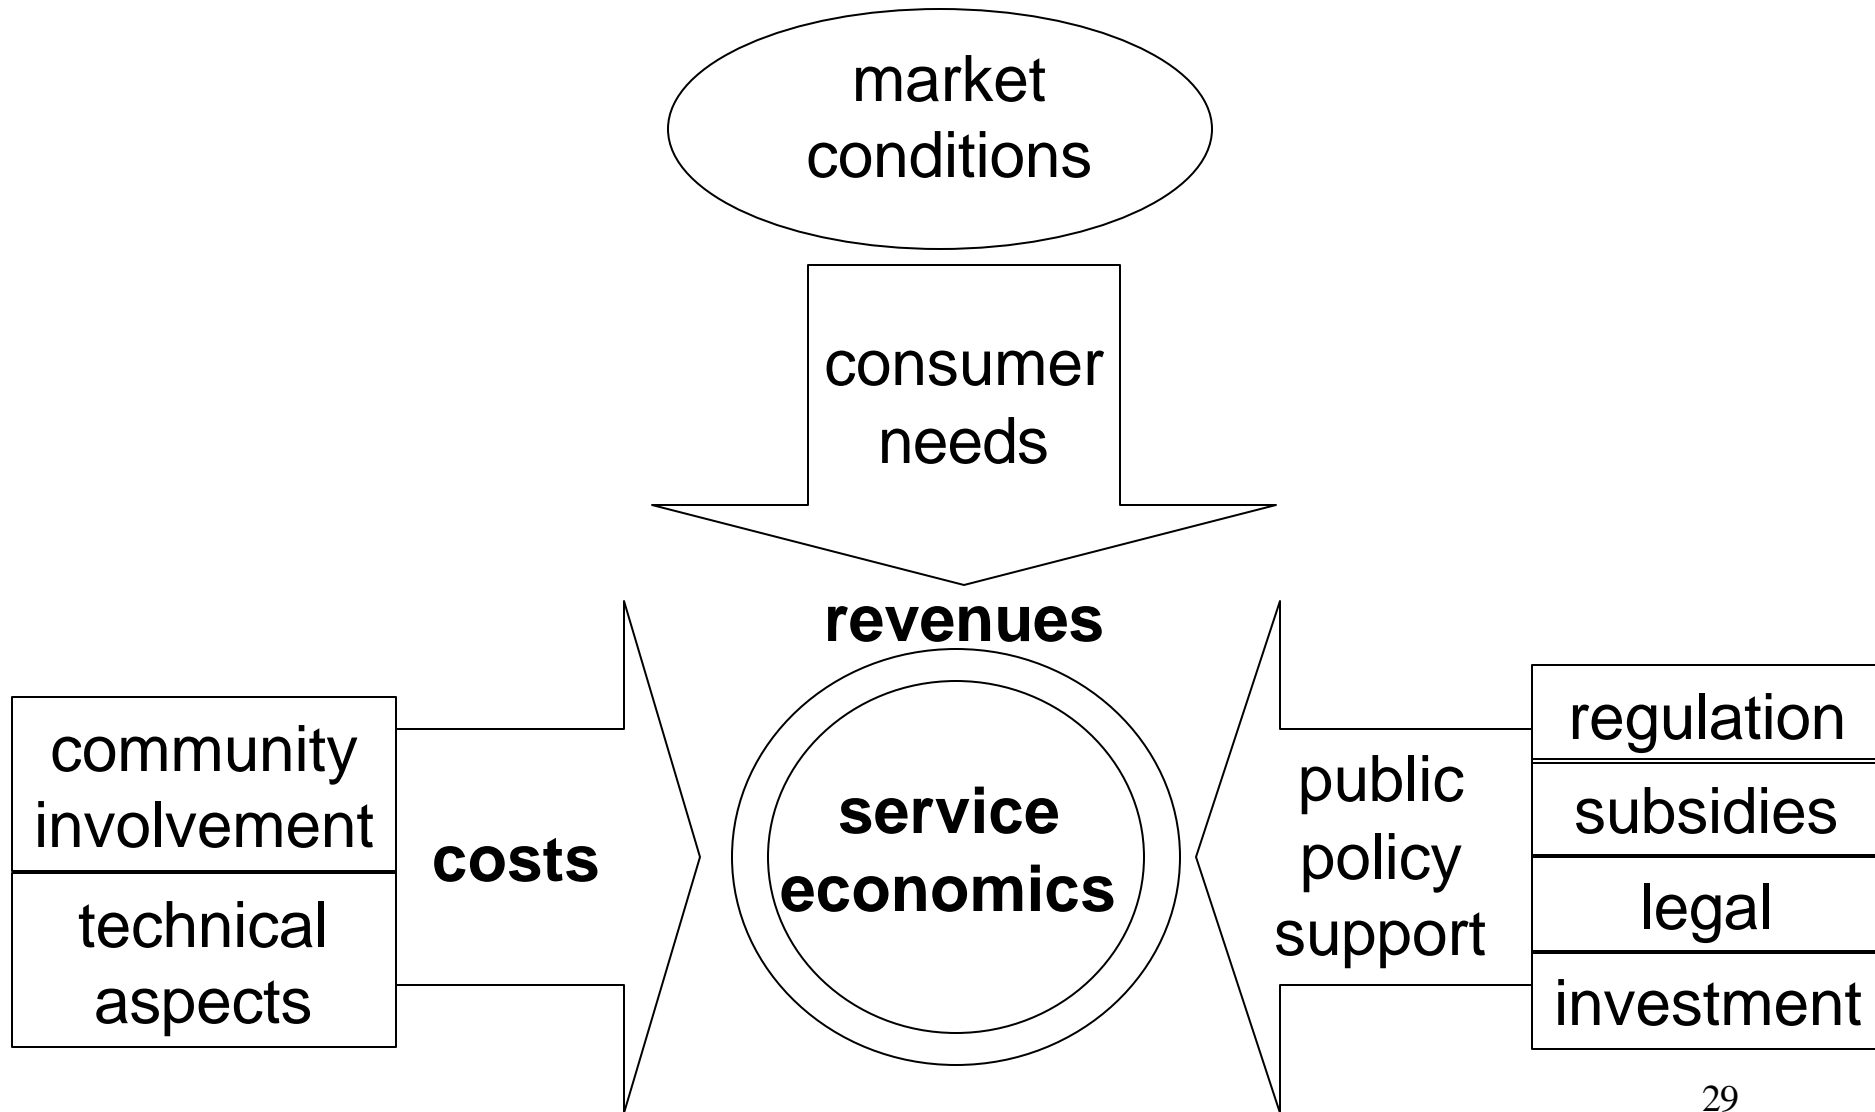 market
conditions
consumer
needs
revenues
community
involvement
technical
aspects
costs
service
economics
public
policy
support
regulation
subsidies
legal
investment
29